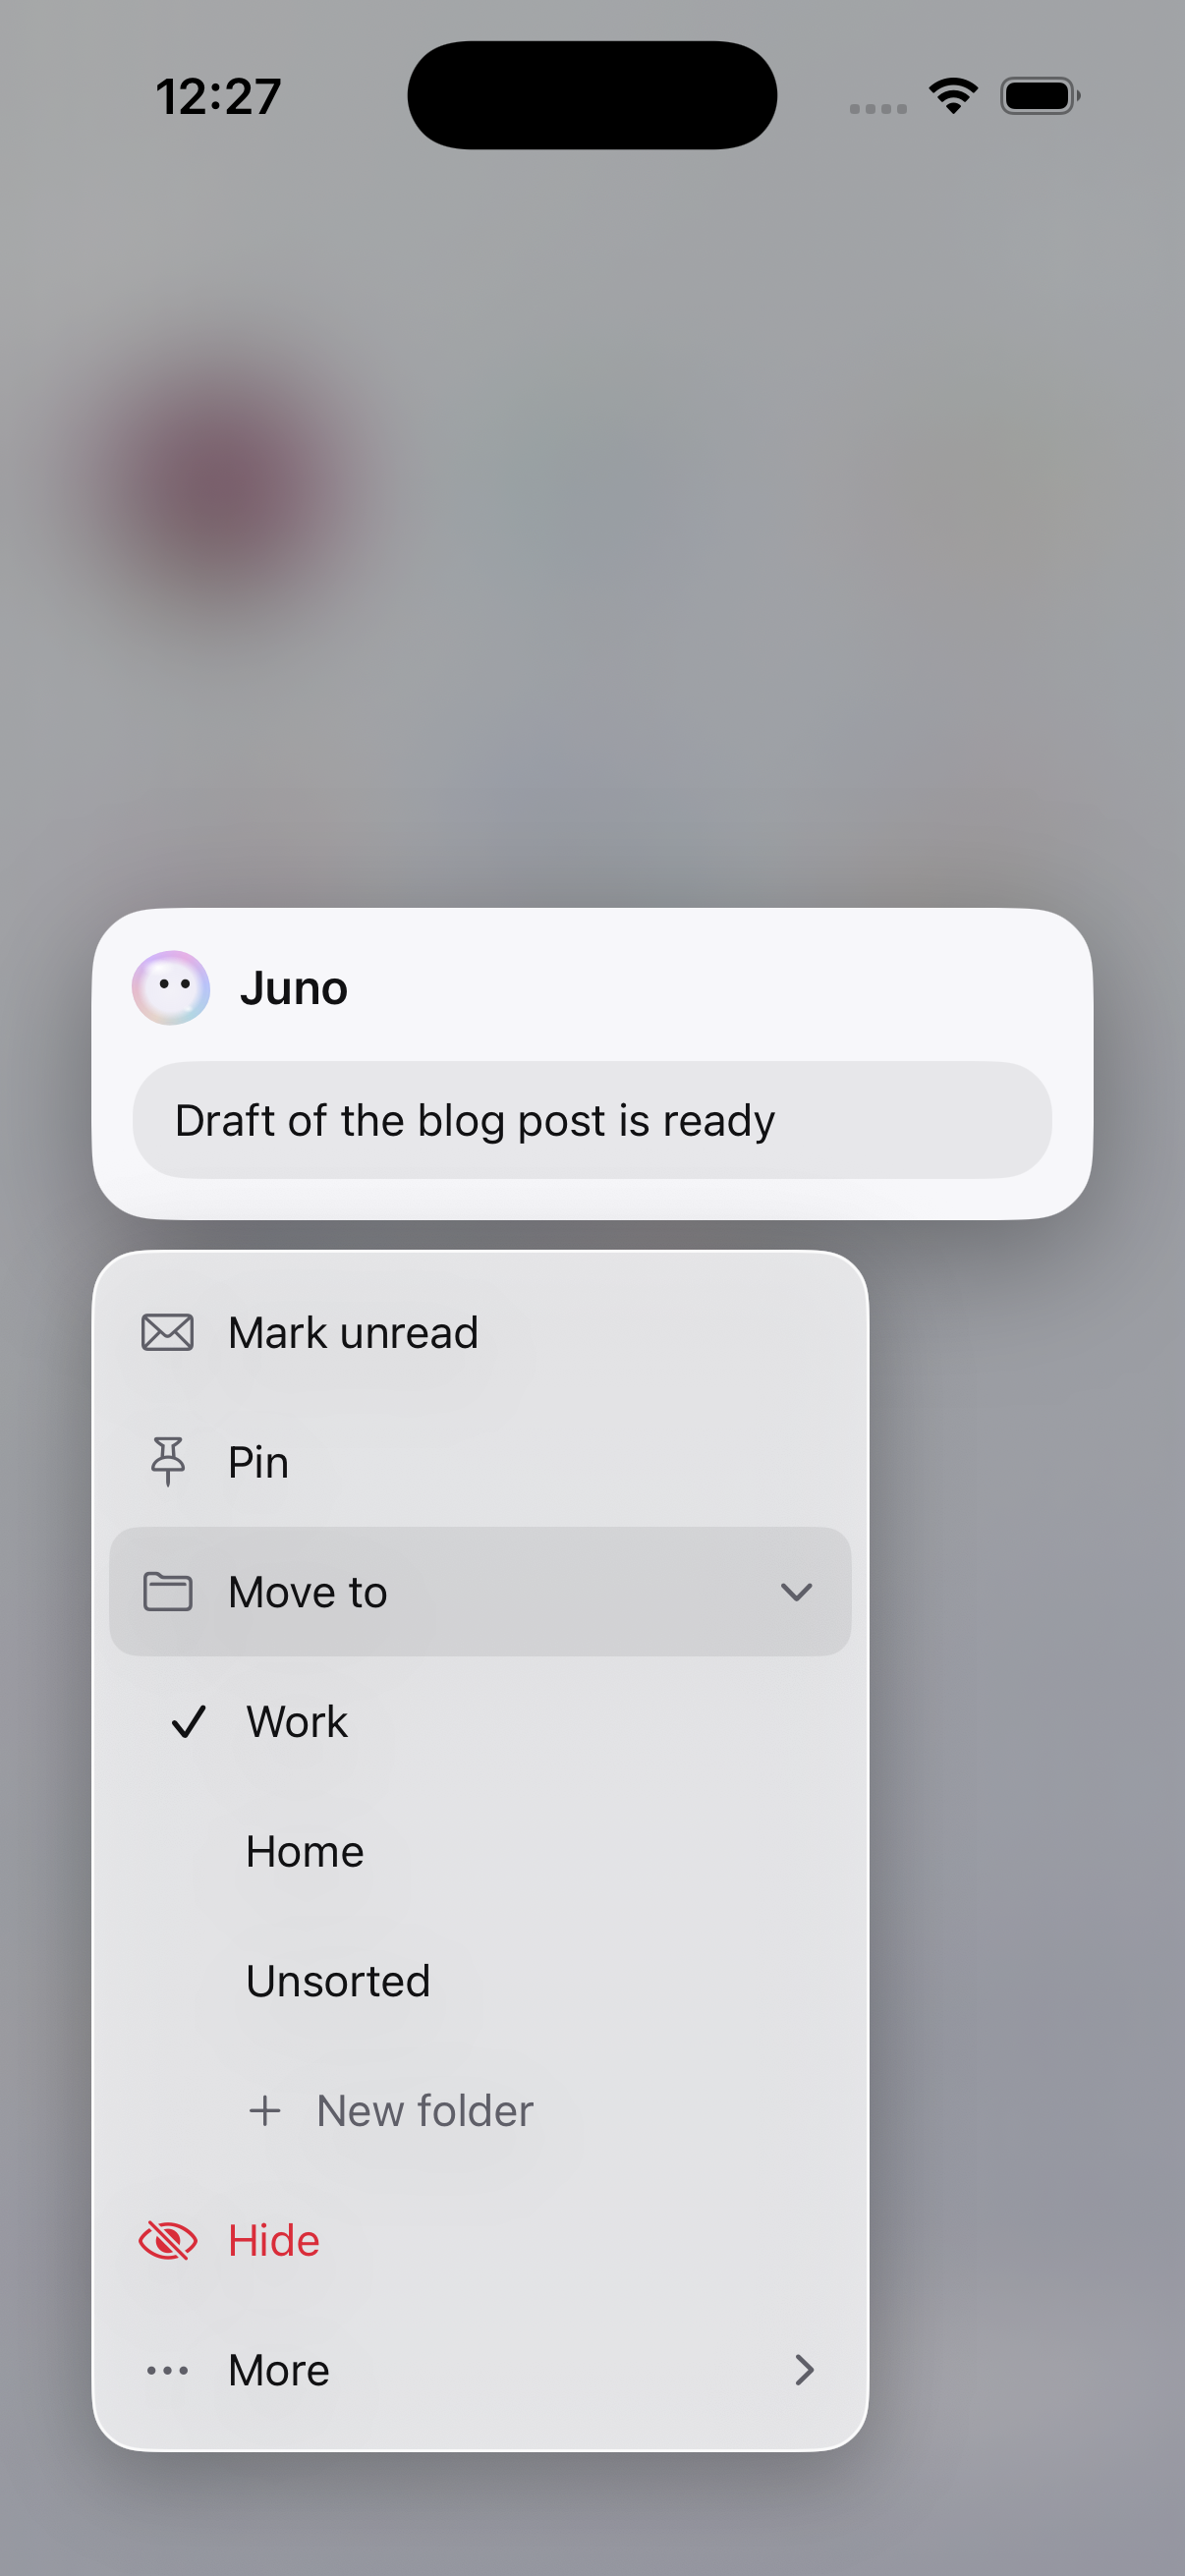 12:27
Juno
Draft of the blog post is ready
Mark unread
Pin
Move to
Work
Home
Unsorted
New folder
Hide
More